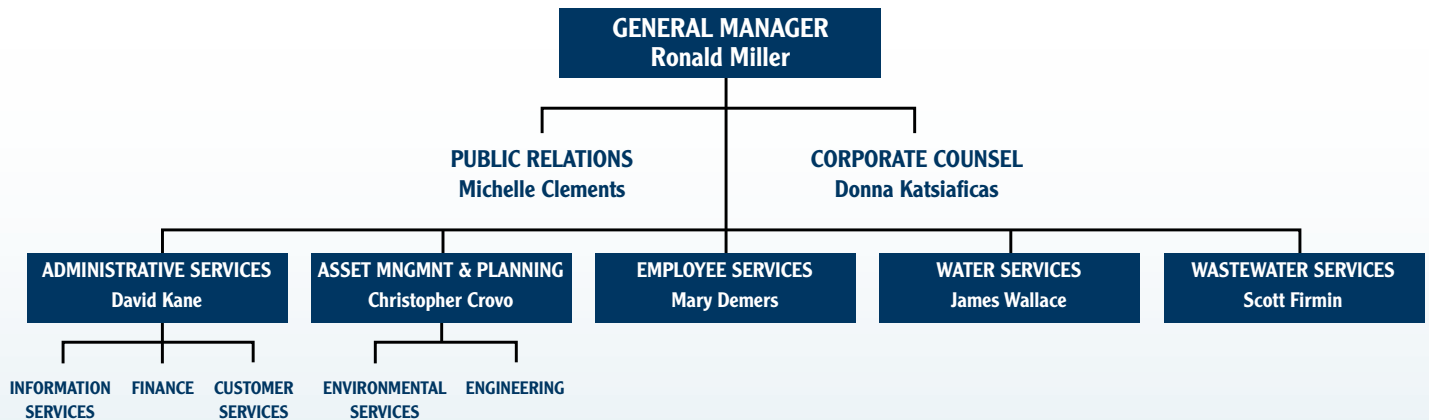 GENERAL MANAGER
Ronald Miller
PUBLIC RELATIONS
Michelle Clements
CORPORATE COUNSEL
Donna Katsiaficas
ADMINISTRATIVE SERVICES
David Kane
ASSET MNGMNT & PLANNING
Christopher Crovo
EMPLOYEE SERVICES
Mary Demers
WATER SERVICES
James Wallace
WASTEWATER SERVICES
Scott Firmin
INFORMATION
SERVICES
FINANCE
CUSTOMER
SERVICES
ENVIRONMENTAL
SERVICES
ENGINEERING